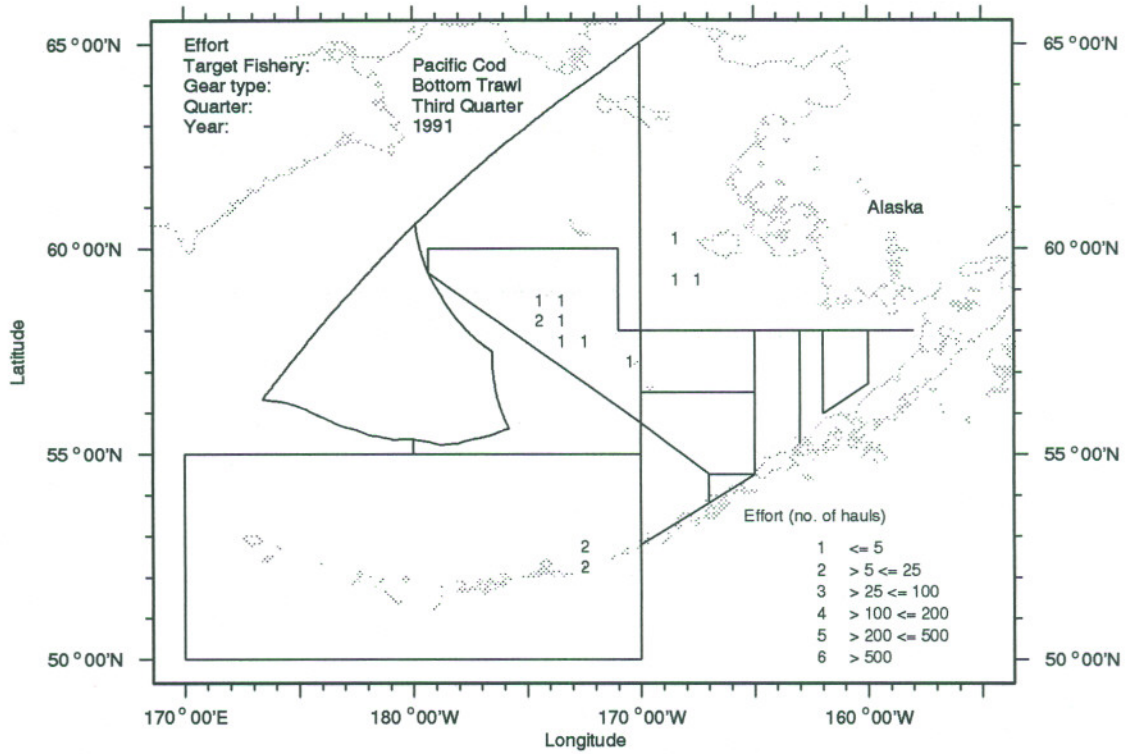 65°00'N
65°00'N
Effort
Target Fishery: Pacific Cod
Gear type: Bottom Trawl
Quarter: Third Quarter
Year: 1991
Alaska
1
60°00'N
60°00'N
1 1
1 1
2 1
1 1
1
Latitude
55°00'N
55°00'N
Effort (no. of hauls)
2
2
1 <= 5
2 > 5 <= 25
3 > 25 <= 100
4 > 100 <= 200
5 > 200 <= 500
6 > 500
50°00'N
50°00'N
170°00'E
180°00'W
170°00'W
160°00'W
Longitude